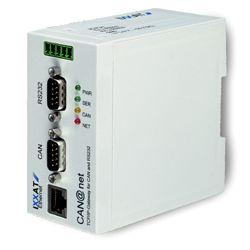 RS232
PWR
SER
CAN
NET
CAN
IXXAT
CAN@net
TCP/IP-Gateway for CAN and RS232